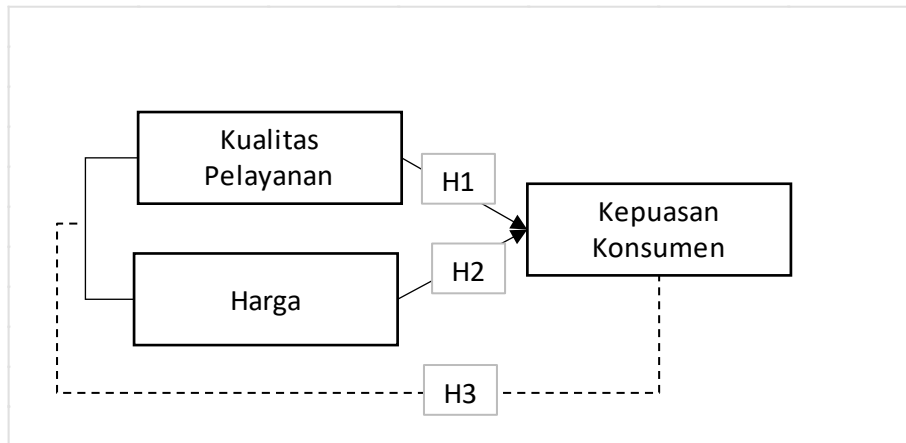 Kualitas
Pelayanan
H1
Kepuasan
Konsumen
H2
Harga
H3